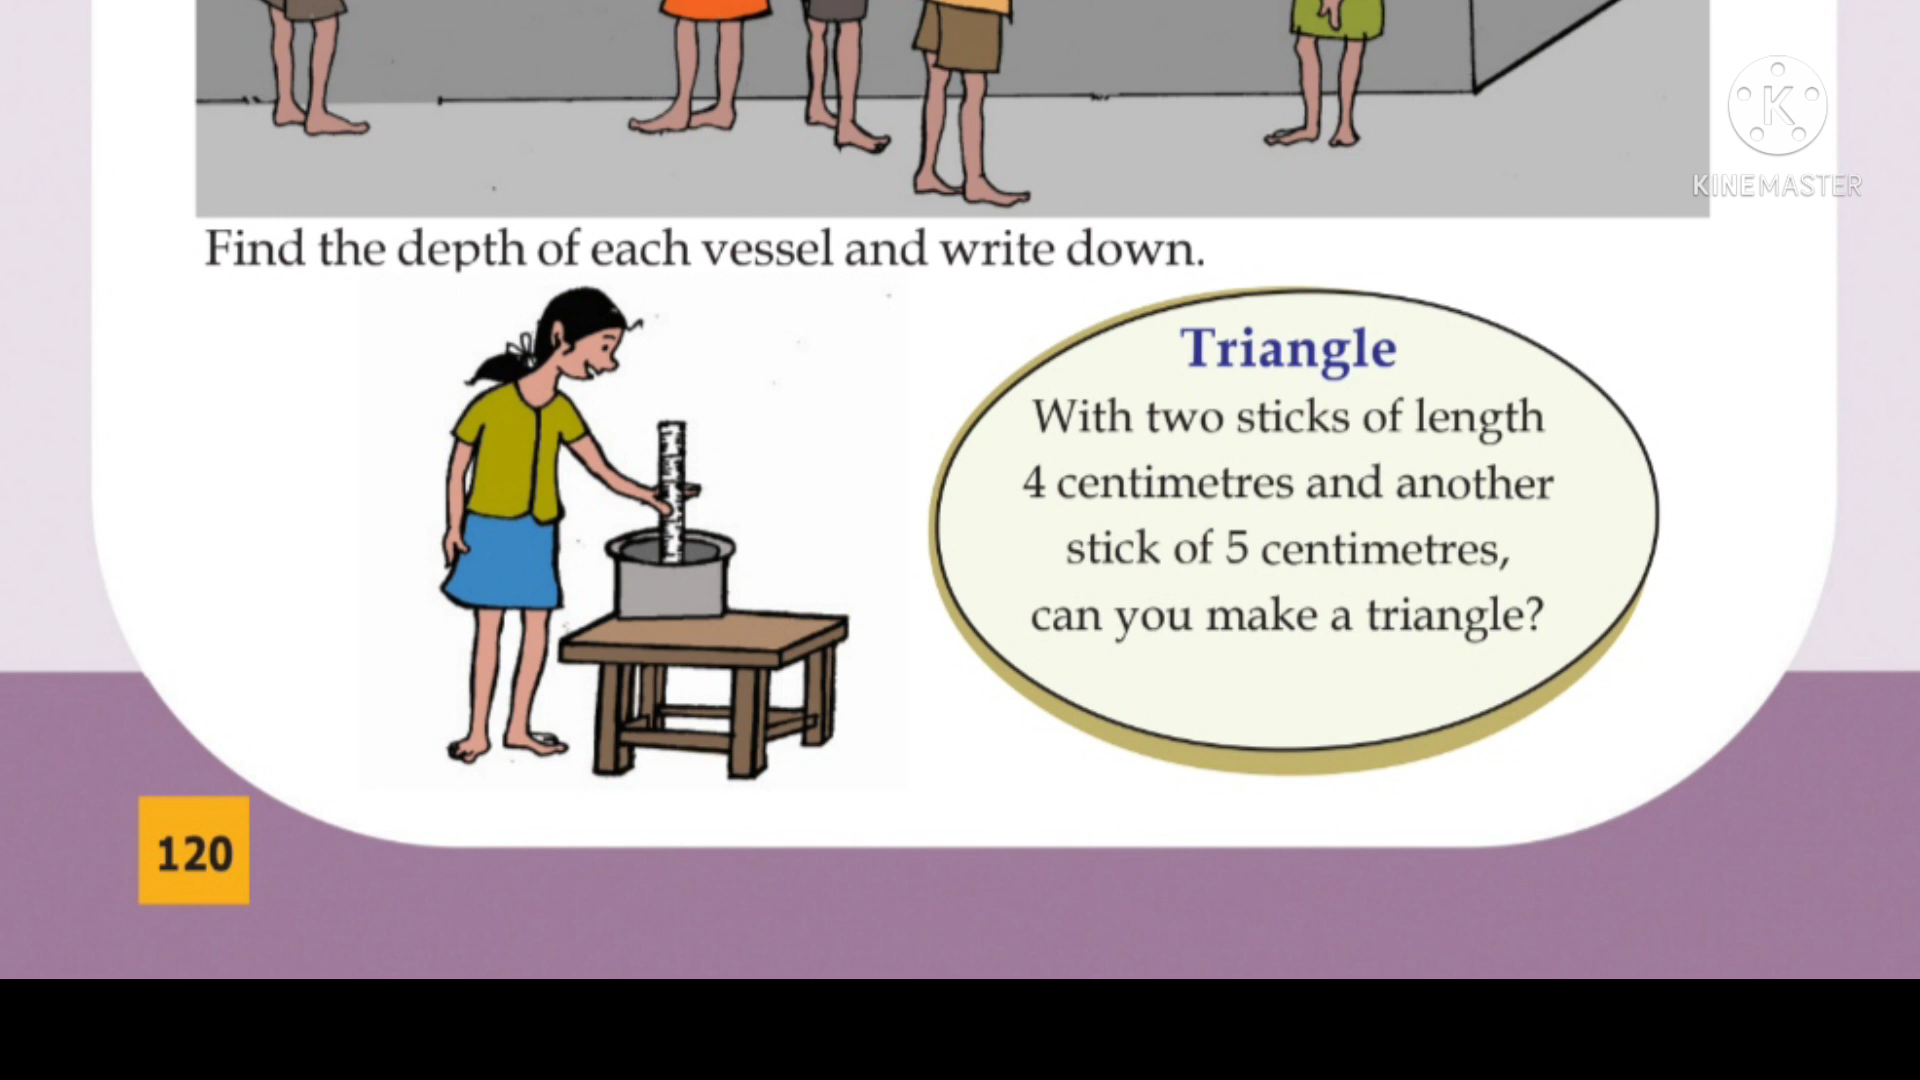 K
KINEMASTER
Find the depth of each vessel and write down.
Triangle
With two sticks of length
4 centimetres and another
stick of 5 centimetres,
can you make a triangle?
120